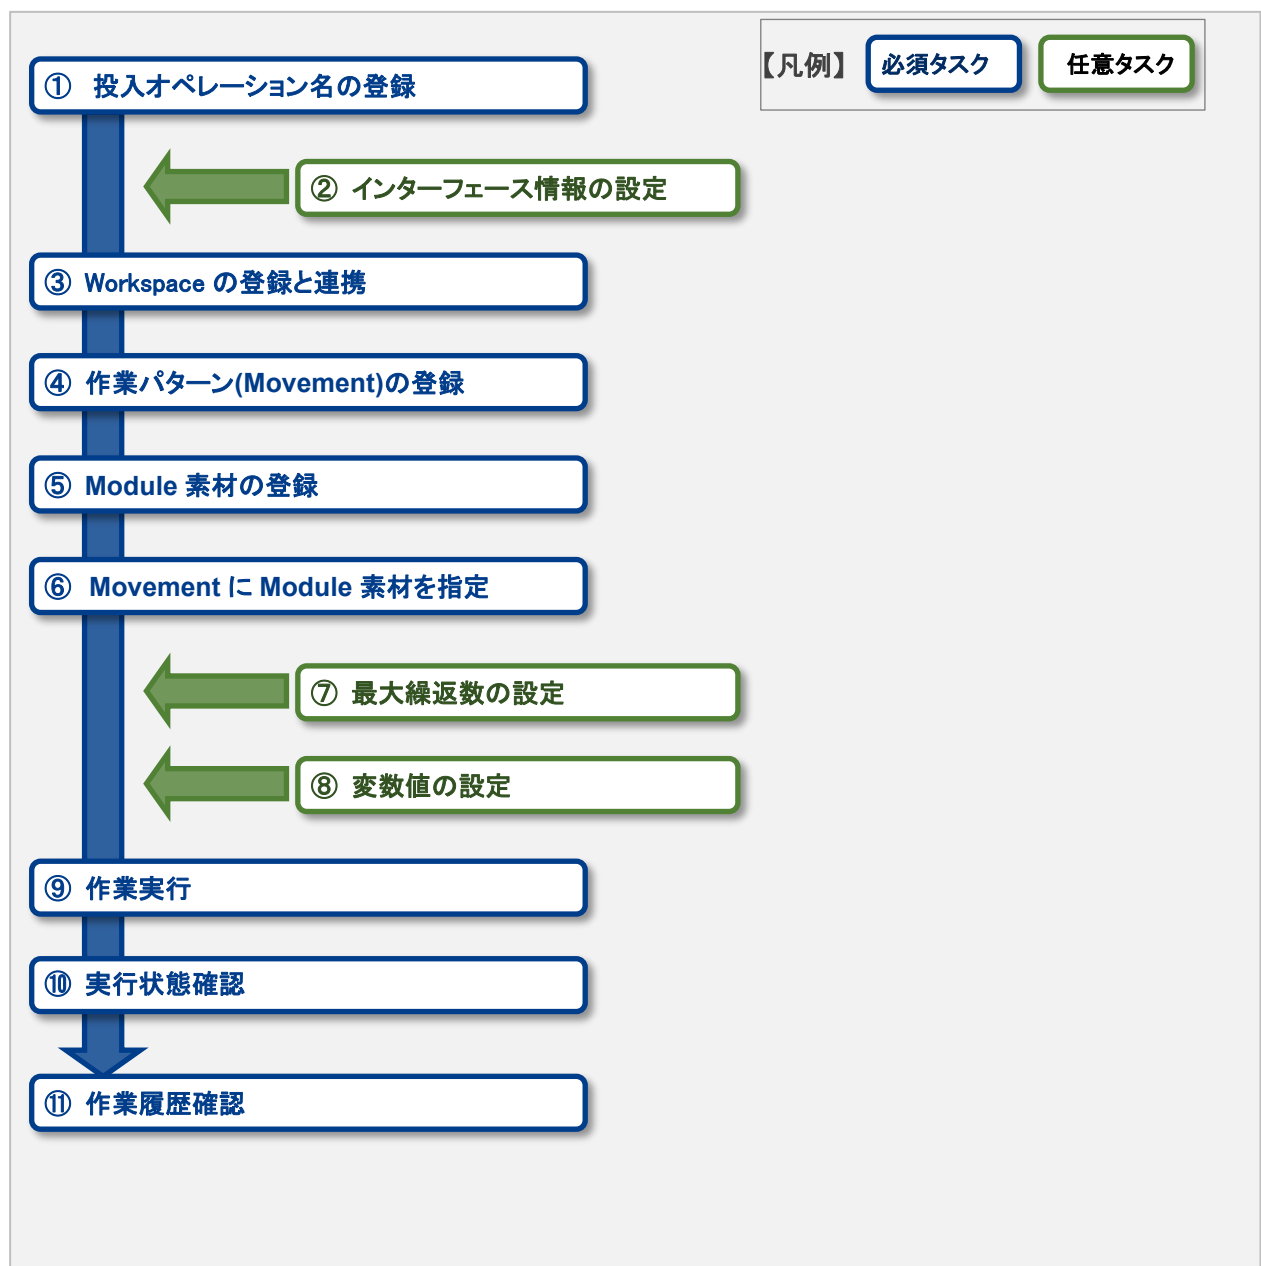 【凡例】 必須タスク 任意タスク
① 投入オペレーション名の登録
② インターフェース情報の設定
③ Workspace の登録と連携
④ 作業パターン(Movement)の登録
⑤ Module 素材の登録
⑥ Movement に Module 素材を指定
⑦ 最大繰返数の設定
⑧ 変数値の設定
⑨ 作業実行
⑩ 実行状態確認
⑪ 作業履歴確認